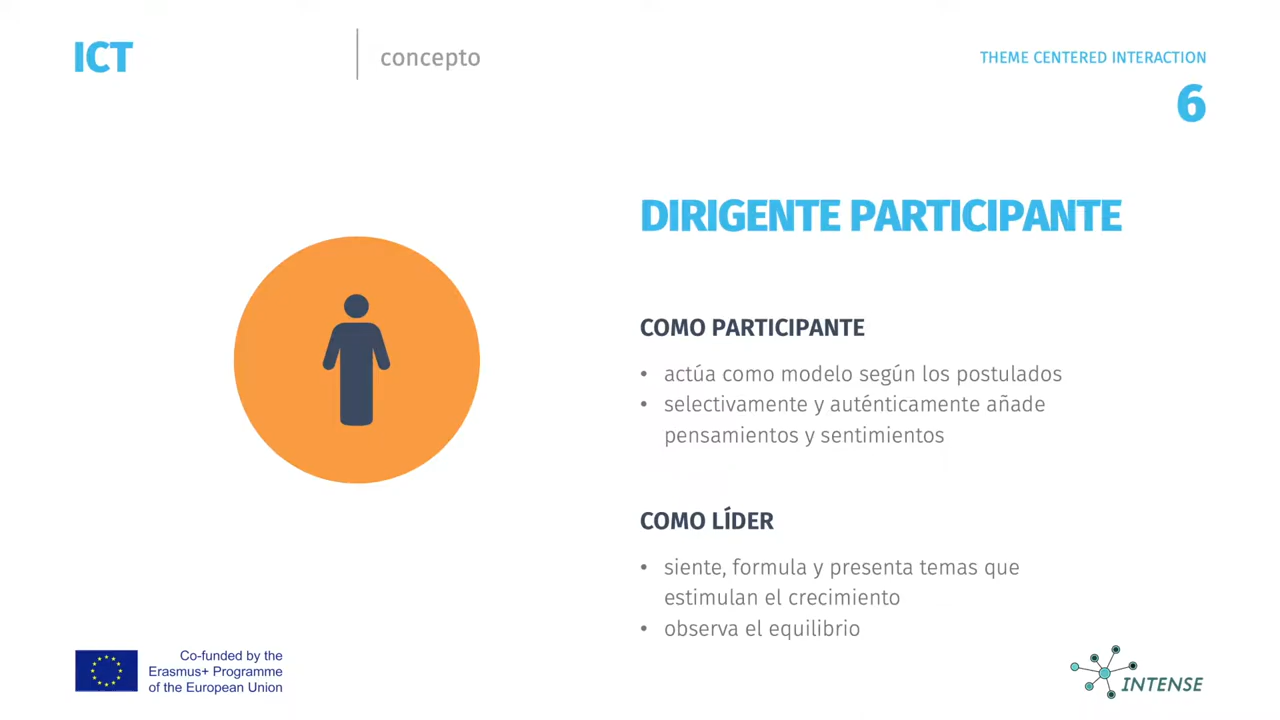 ICT
concepto
THEME CENTERED INTERACTION
6
DIRIGENTE PARTICIPANTE
COMO PARTICIPANTE
• actúa como modelo según los postulados
• selectivamente y auténticamente añade
pensamientos y sentimientos
COMO LÍDER
• siente, formula y presenta temas que
estimulan el crecimiento
• observa el equilibrio
Co-funded by the
Erasmus+ Programme
of the European Union
INTENSE